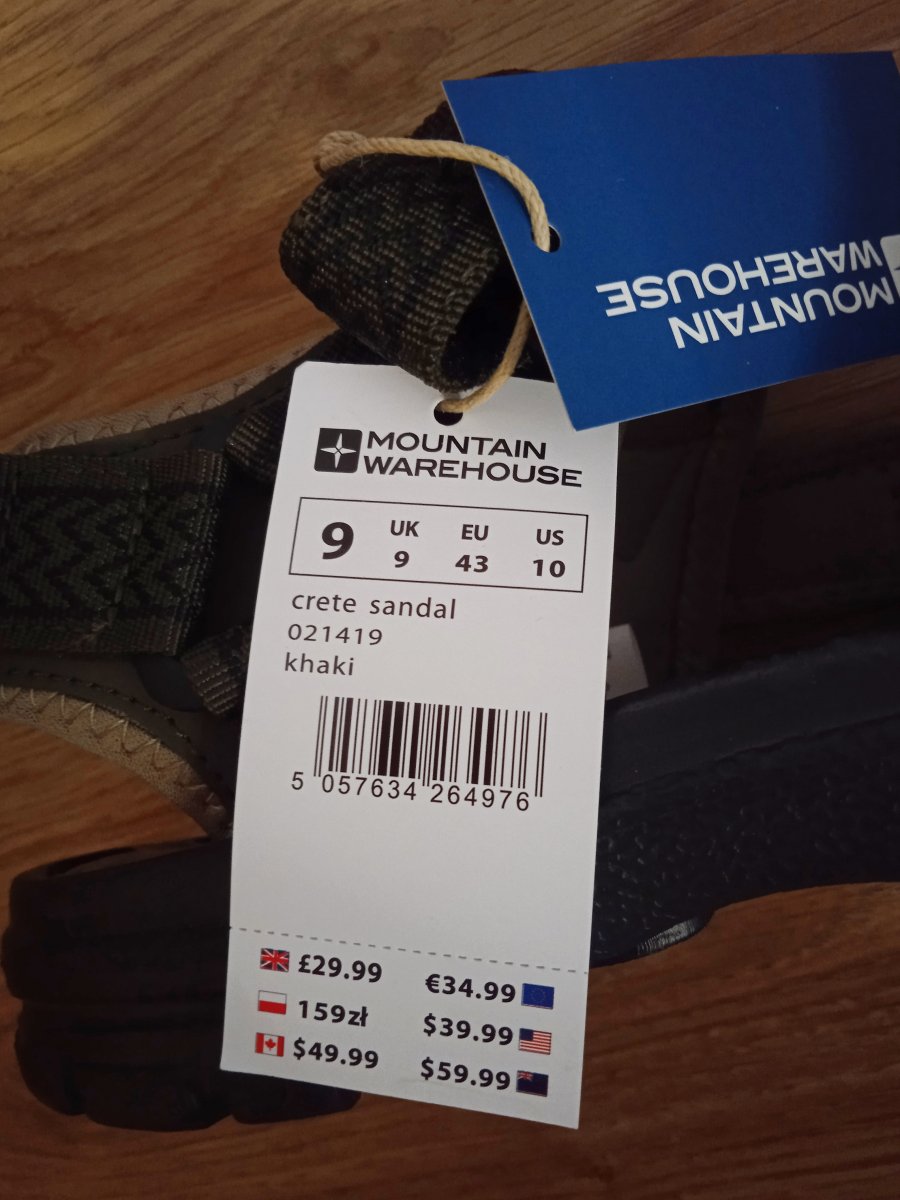 MOUNTAIN
WAREHOUSE
MOUNTAIN
WAREHOUSE
9 UK EU US
9 43 10
crete sandal
021419
khaki
5 057634 264976
£29.99 €34.99
159zł $39.99
$49.99 $59.99